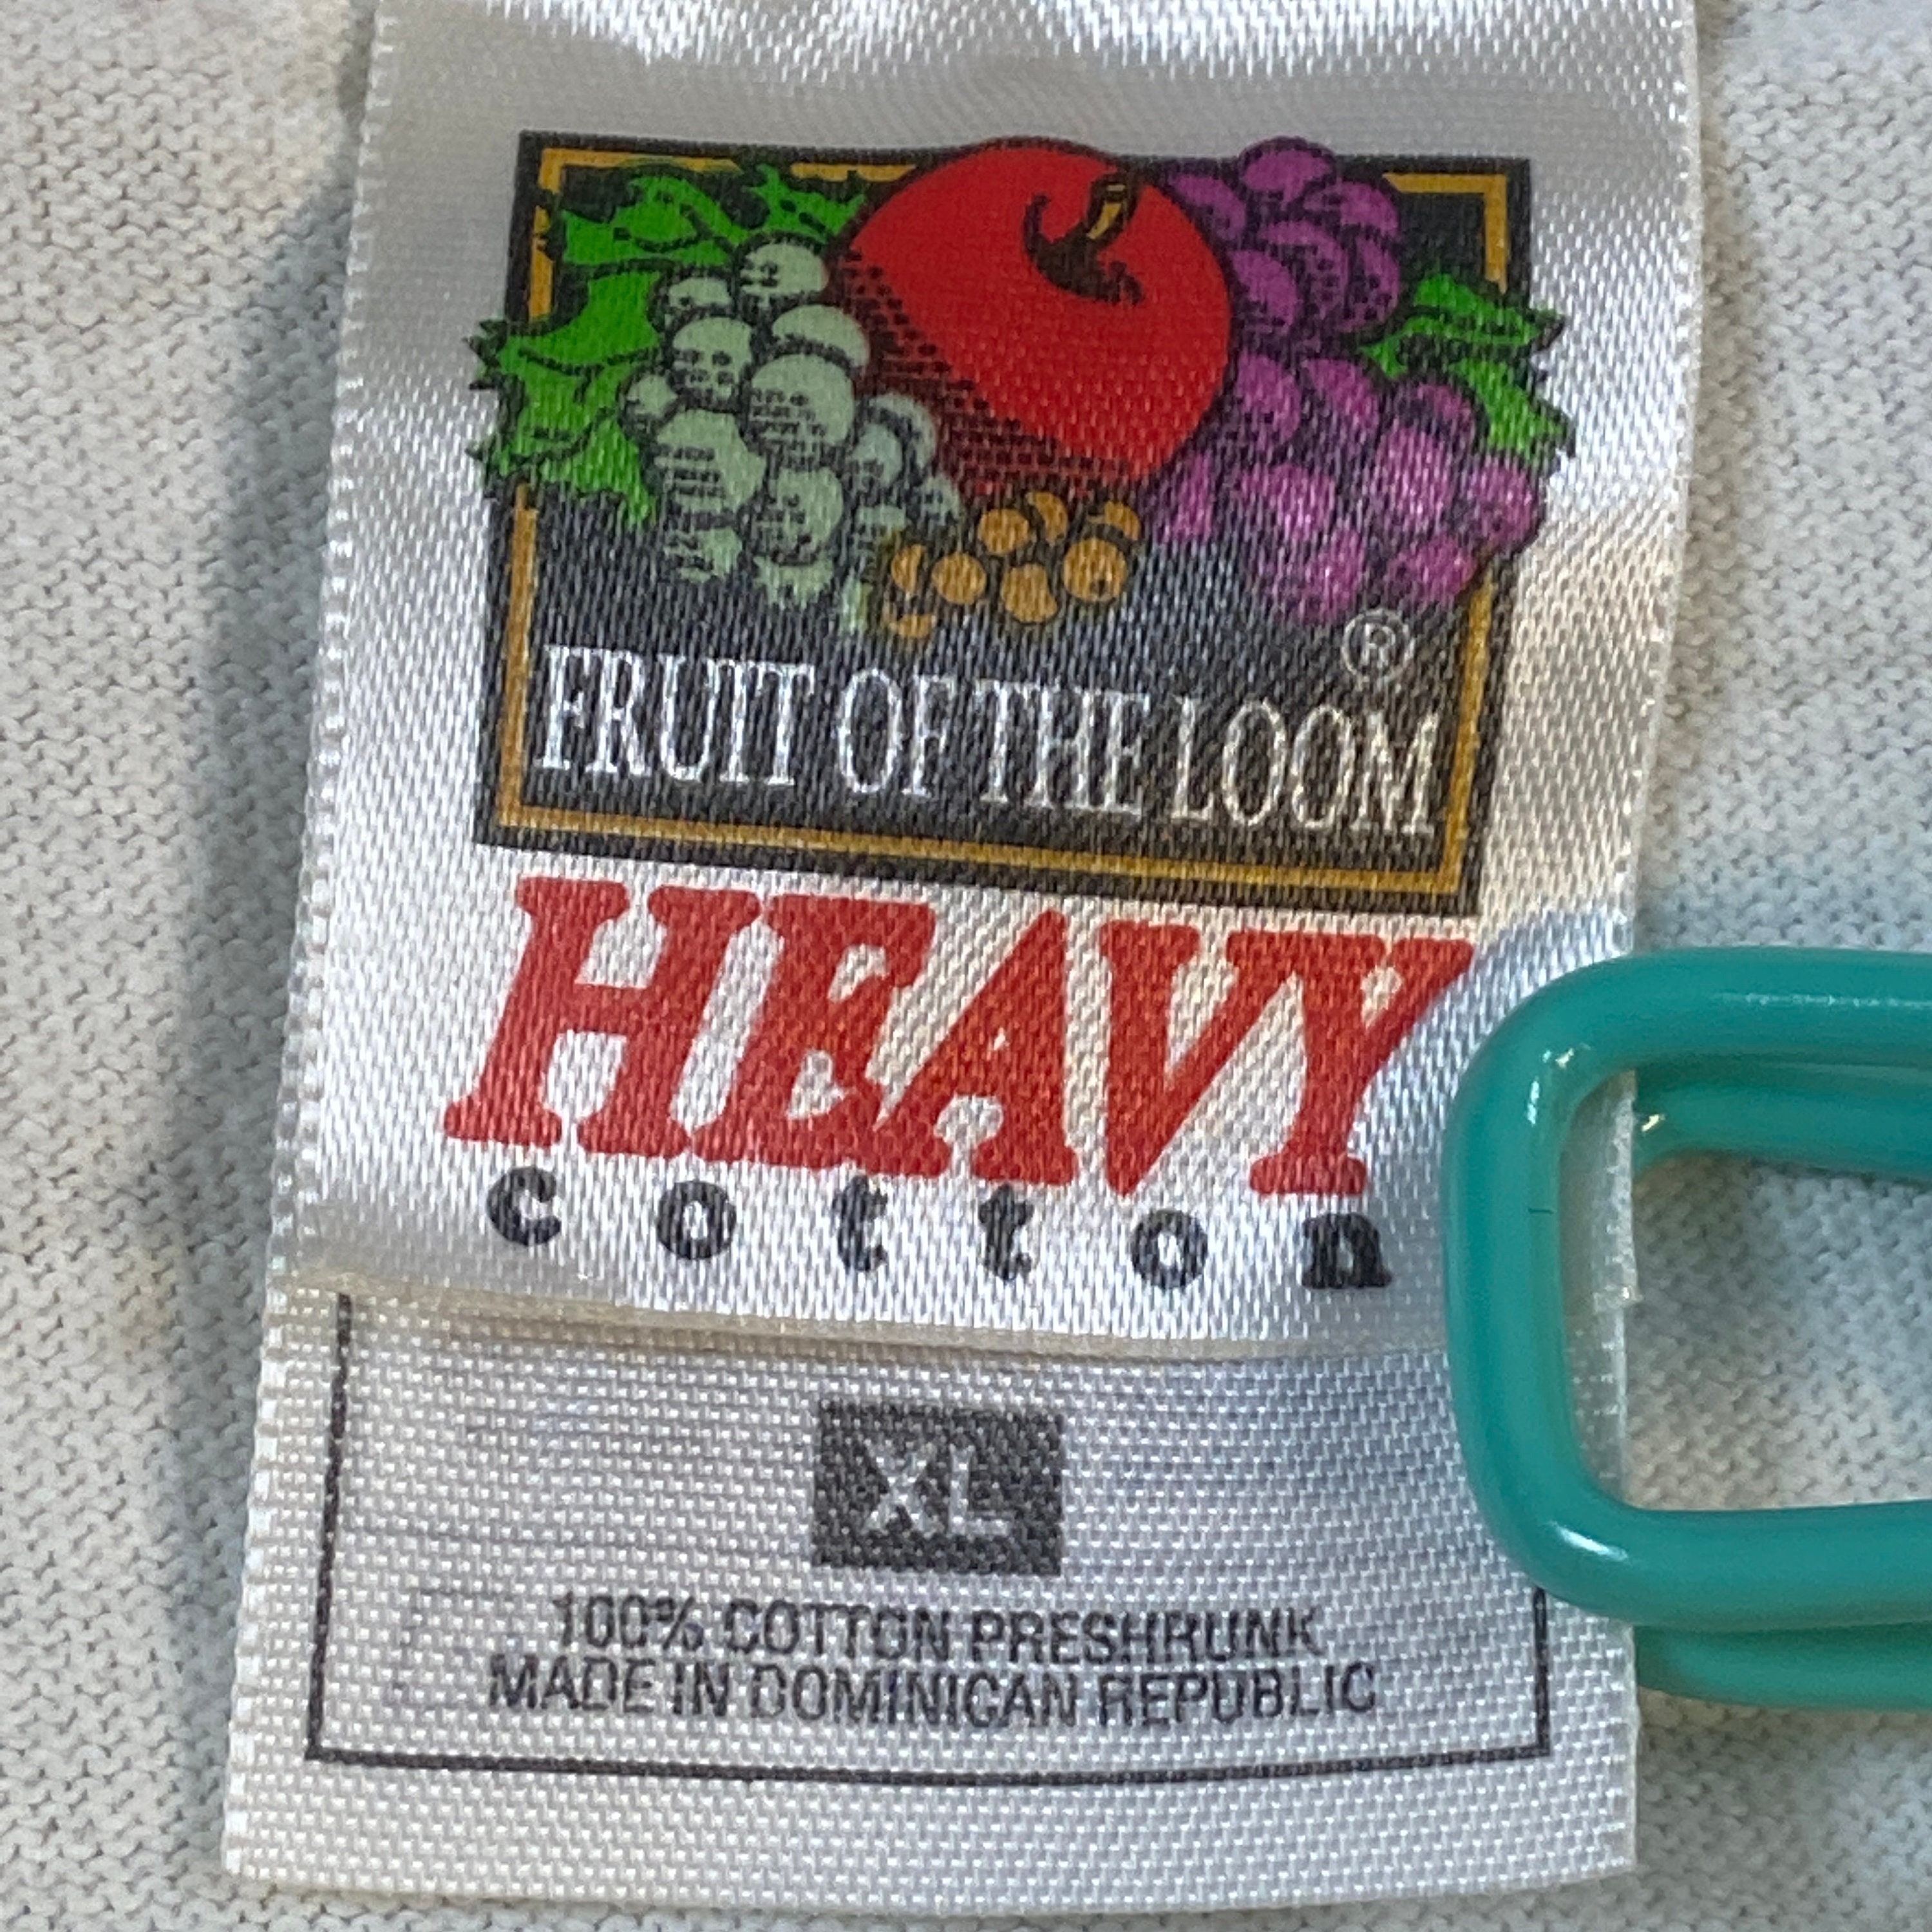 FRUIT OF THE LOOM®
HEAVY
cotton
XL
100% COTTON PRESHRUNK
MADE IN DOMINICAN REPUBLIC